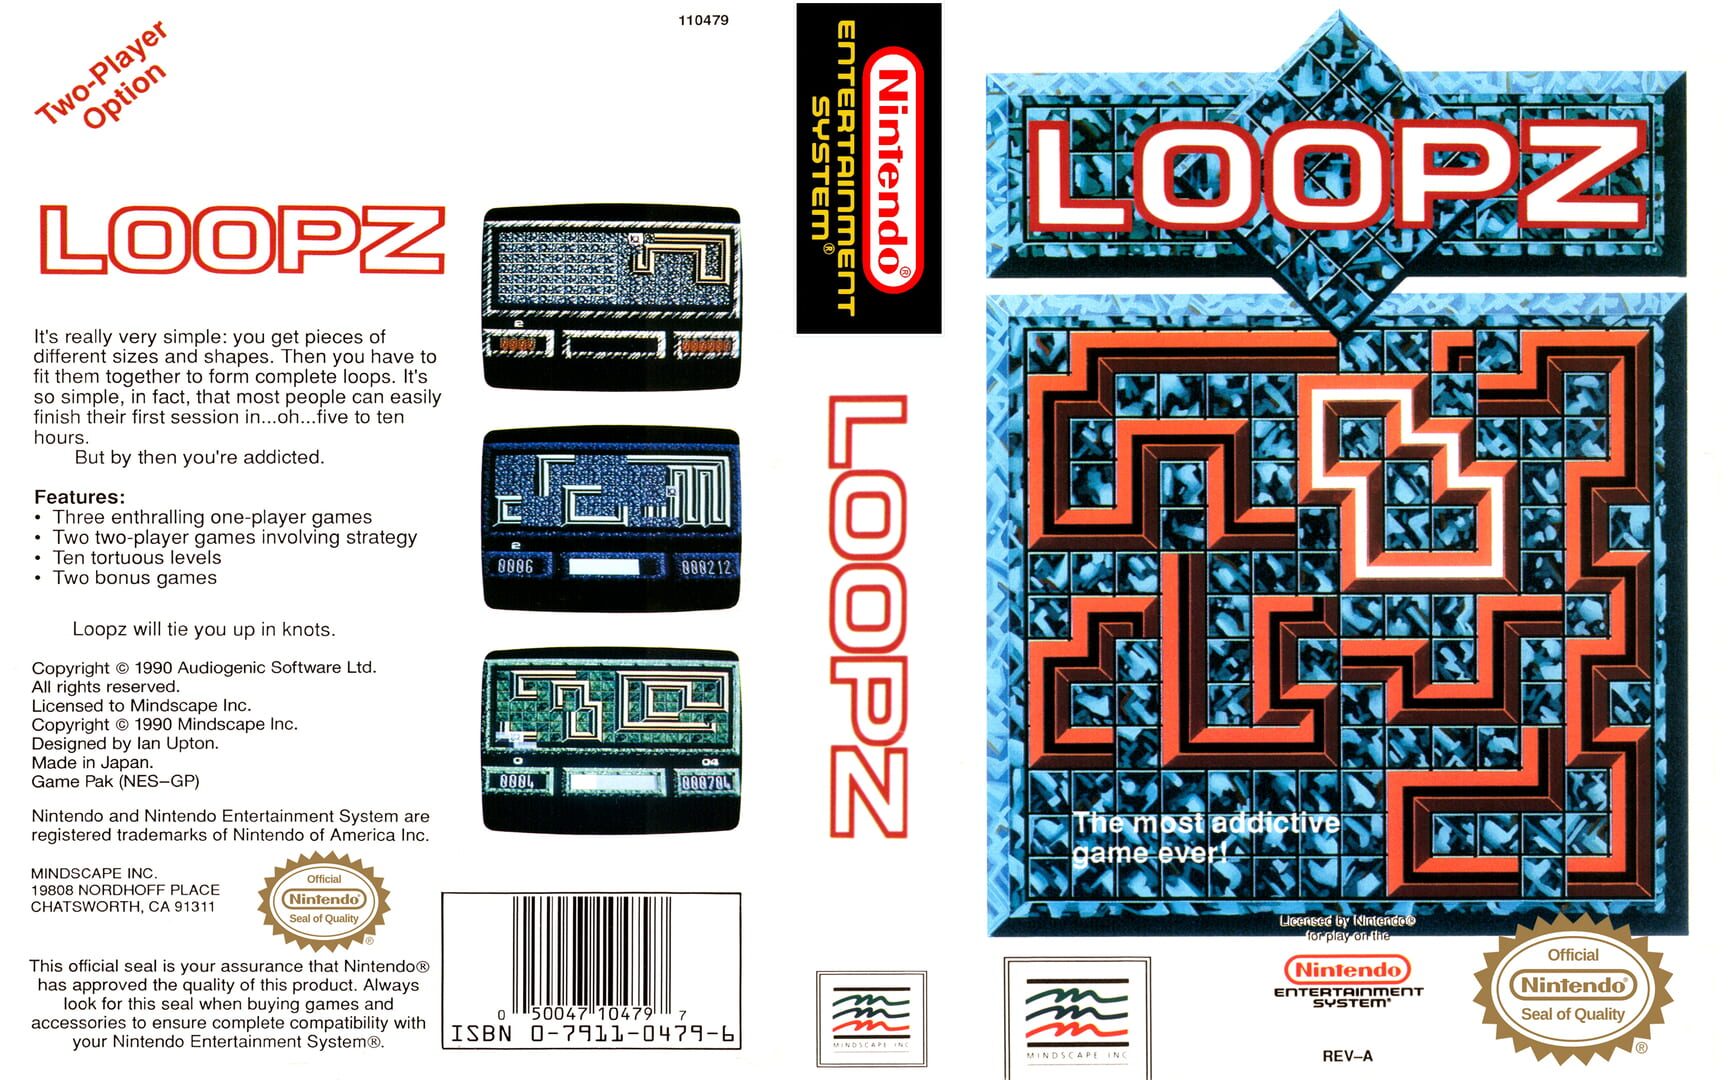 110479
Two-Player
Option
LOOPZ
It's really very simple: you get pieces of
different sizes and shapes. Then you have to
fit them together to form complete loops. It's
so simple, in fact, that most people can easily
finish their first session in...oh...five to ten
hours.
But by then you're addicted.
Features:
• Three enthralling one-player games
• Two two-player games involving strategy
• Ten tortuous levels
• Two bonus games
Loopz will tie you up in knots.
Copyright © 1990 Audiogenic Software Ltd.
All rights reserved.
Licensed to Mindscape Inc.
Copyright © 1990 Mindscape Inc.
Designed by Ian Upton.
Made in Japan.
Game Pak (NES–GP)
Nintendo and Nintendo Entertainment System are
registered trademarks of Nintendo of America Inc.
MINDSCAPE INC.
19808 NORDHOFF PLACE
CHATSWORTH, CA 91311
Official
Nintendo®
Seal of Quality
®
This official seal is your assurance that Nintendo®
has approved the quality of this product. Always
look for this seal when buying games and
accessories to ensure complete compatibility with
your Nintendo Entertainment System®.
2
2
0006
000212
0
04
0004
000704
0 50047 10479 7
ISBN 0-7911-0479-6
Nintendo®
ENTERTAINMENT
SYSTEM®
LOOPZ
MINDSCAPE INC
LOOPZ
The most addictive
game ever!
Licensed by Nintendo®
for play on the
Nintendo
ENTERTAINMENT
SYSTEM®
REV–A
MINDSCAPE INC
Official
Nintendo®
Seal of Quality
®